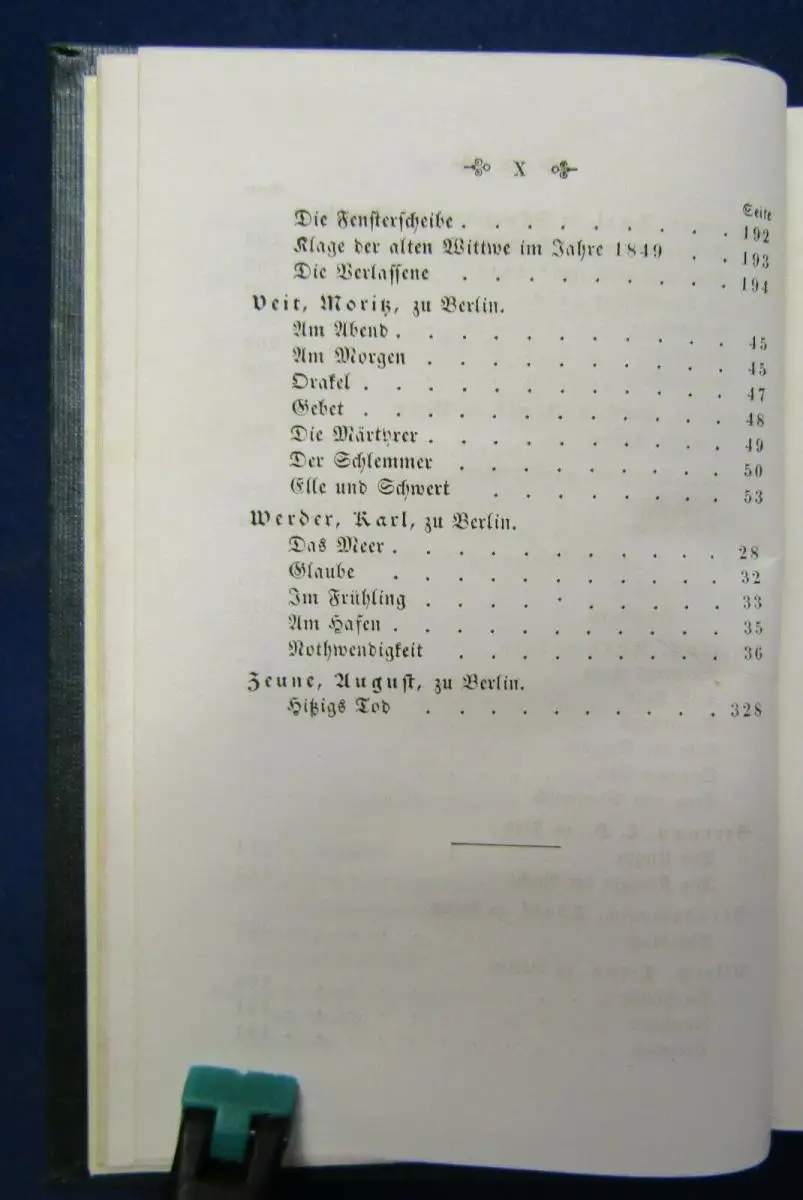 X
Seite
Die Fensterscheibe . . . . . . . . . 192
Klage der alten Wittwe im Jahre 1849 . . 193
Die Verlassene . . . . . . . . . 194
Veit, Moritz, zu Berlin.
Am Abend . . . . . . . . . . . 45
Am Morgen . . . . . . . . . . 45
Orakel . . . . . . . . . . . . 47
Gebet . . . . . . . . . . . . 48
Die Märtyrer . . . . . . . . . . 49
Der Schlemmer . . . . . . . . . 50
Elle und Schwert . . . . . . . . 53
Werder, Karl, zu Berlin.
Das Meer . . . . . . . . . . . 28
Glaube . . . . . . . . . . . 32
Im Frühling . . . . . . . . . . 33
Am Hafen . . . . . . . . . . . 35
Nothwendigkeit . . . . . . . . . 36
Zeune, August, zu Berlin.
Hitzigs Tod . . . . . . . . . . 328